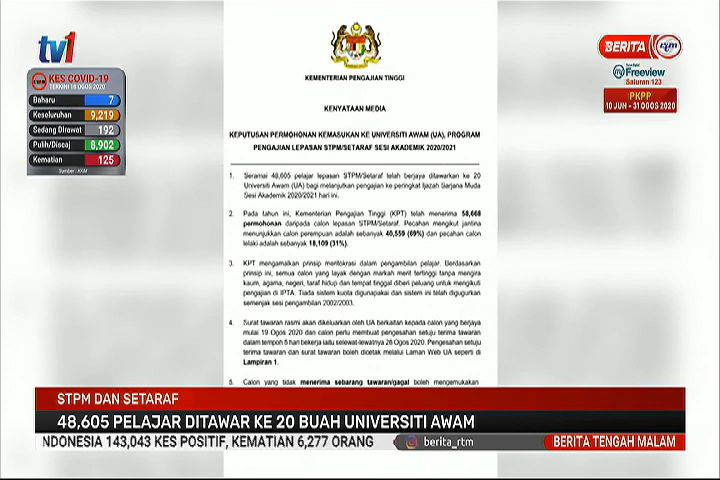 tv1
KES COVID-19
TERKINI 18 OGOS 2020
Baharu 7
Keseluruhan 9,219
Sedang Dirawat 192
Pulih/Discaj 8,902
Kematian 125
Sumber : KKM
BERITA rtm
Freeview
Saluran 123
PKPP
10 JUN - 31 OGOS 2020
KEMENTERIAN PENGAJIAN TINGGI
KENYATAAN MEDIA
KEPUTUSAN PERMOHONAN KEMASUKAN KE UNIVERSITI AWAM (UA), PROGRAM
PENGAJIAN LEPASAN STPM/SETARAF SESI AKADEMIK 2020/2021
1. Seramai 48,605 pelajar lepasan STPM/Setaraf telah berjaya ditawarkan ke 20
Universiti Awam (UA) bagi melanjutkan pengajian ke peringkat Ijazah Sarjana Muda
Sesi Akademik 2020/2021 hari ini.
2. Pada tahun ini, Kementerian Pengajian Tinggi (KPT) telah menerima 58,668
permohonan daripada calon lepasan STPM/Setaraf. Pecahan mengikut jantina
menunjukkan calon perempuan adalah sebanyak 40,559 (69%) dan pecahan calon
lelaki adalah sebanyak 18,109 (31%).
3. KPT mengamalkan prinsip meritokrasi dalam pengambilan pelajar. Berdasarkan
prinsip ini, semua calon yang layak dengan markah merit tertinggi tanpa mengira
kaum, agama, negeri, taraf hidup dan tempat tinggal diberi peluang untuk mengikuti
pengajian di IPTA. Tiada sistem kuota digunapakai dan sistem ini telah digugurkan
semenjak sesi pengambilan 2002/2003.
4. Surat tawaran rasmi akan dikeluarkan oleh UA berkaitan kepada calon yang berjaya
mulai 19 Ogos 2020 dan calon perlu membuat pengesahan setuju terima tawaran
dalam tempoh 5 hari bekerja iaitu selewat-lewatnya 26 Ogos 2020. Pengesahan setuju
terima tawaran dan surat tawaran boleh dicetak melalui Laman Web UA seperti di
Lampiran 1.
5. Calon yang tidak menerima sebarang tawaran/gagal boleh mengemukakan
STPM DAN SETARAF
48,605 PELAJAR DITAWAR KE 20 BUAH UNIVERSITI AWAM
NDONESIA 143,043 KES POSITIF, KEMATIAN 6,277 ORANG
berita_rtm
BERITA TENGAH MALAM